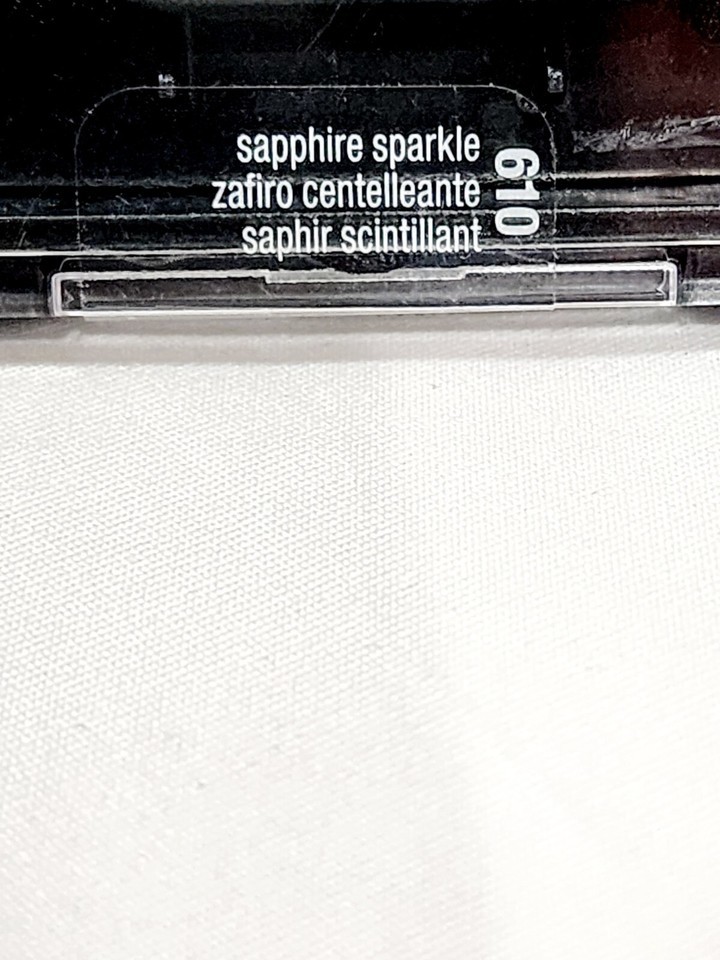 sapphire sparkle
zafiro centelleante
saphir scintillant
610